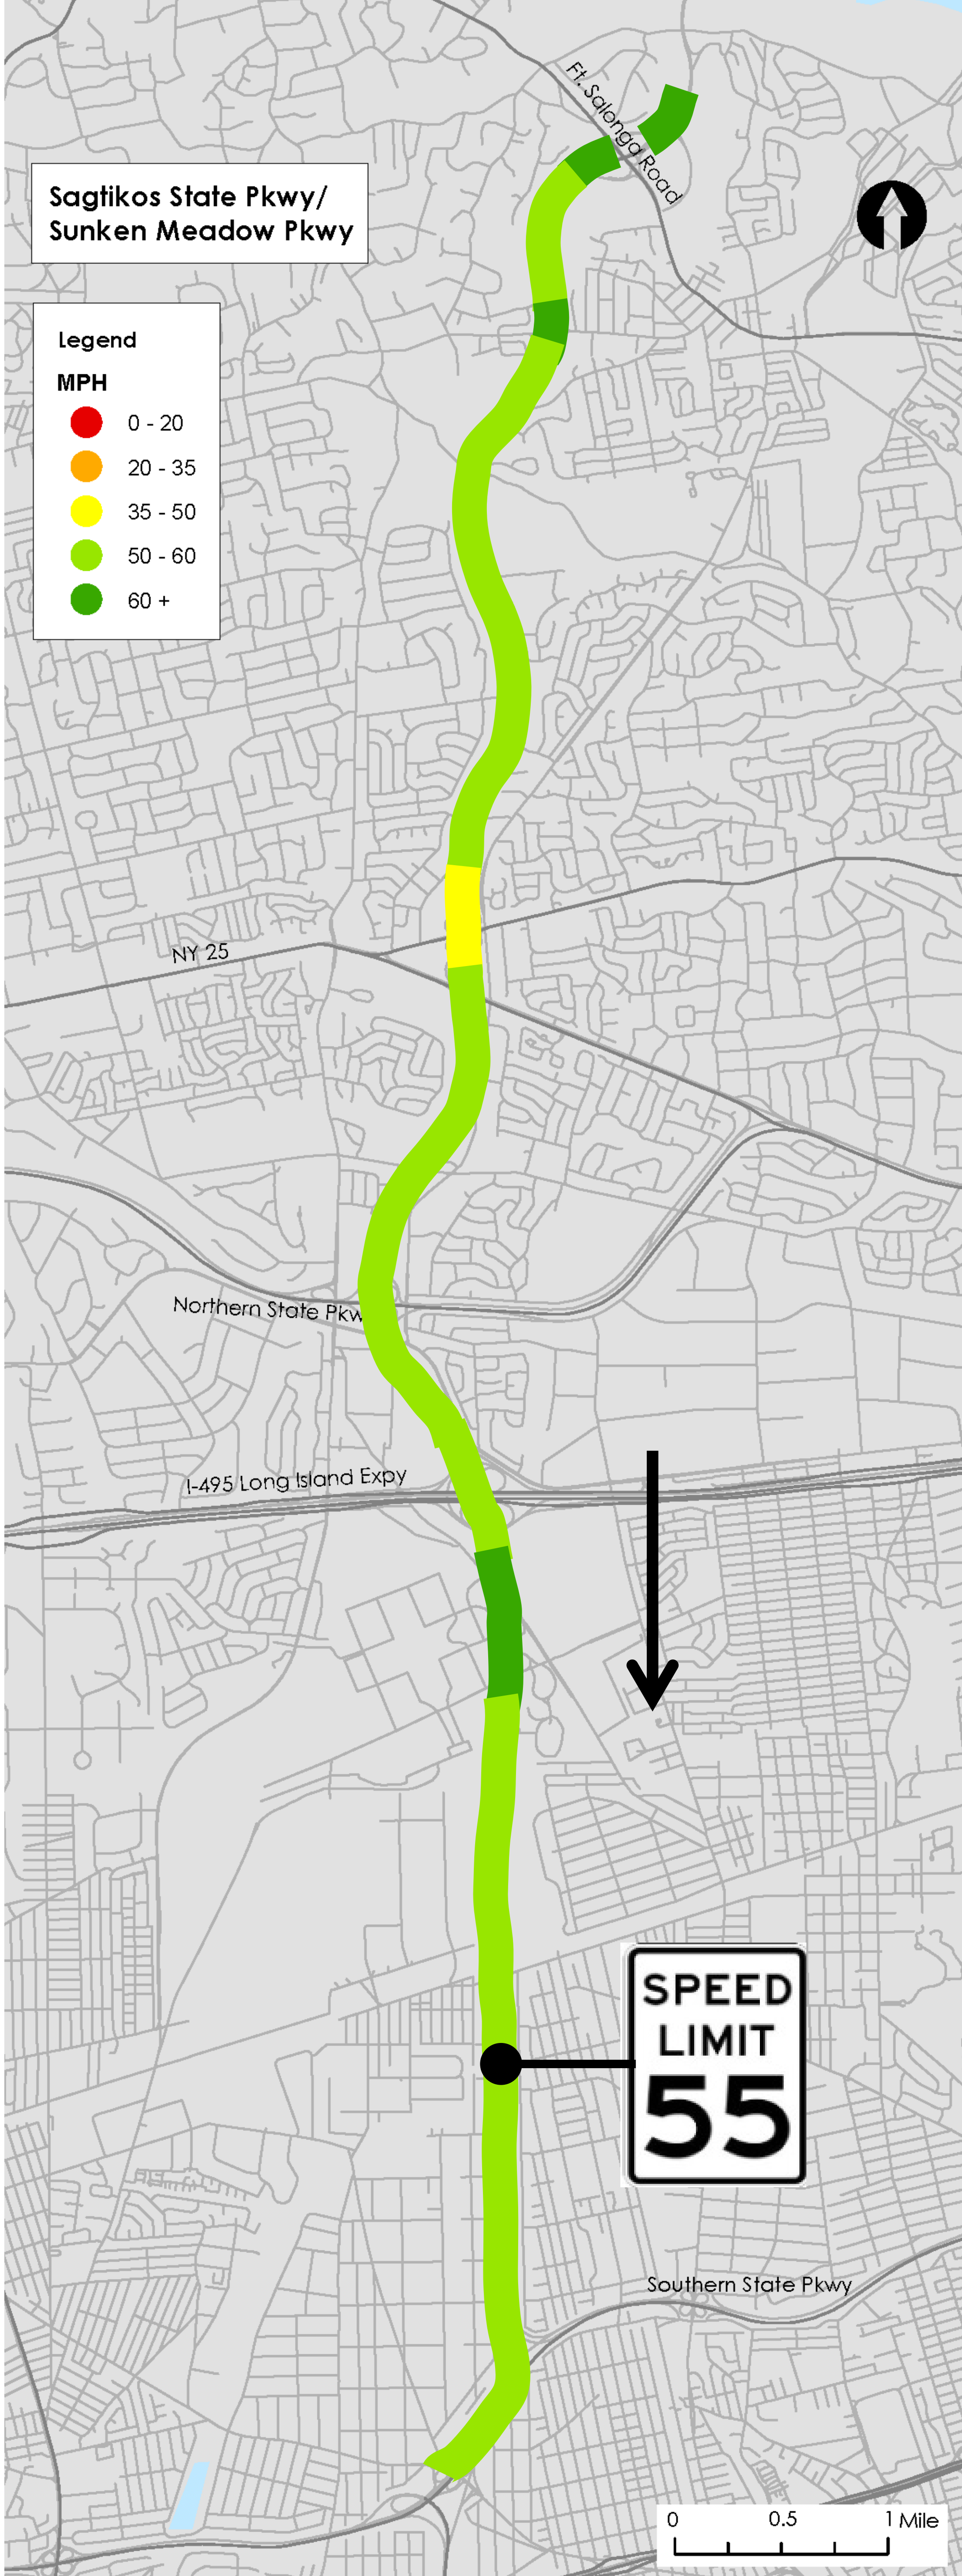 Ft. Salonga Road
Sagtikos State Pkwy/
Sunken Meadow Pkwy
Legend
MPH
0 - 20
20 - 35
35 - 50
50 - 60
60 +
NY 25
Northern State Pkw
I-495 Long Island Expy
SPEED
LIMIT
55
Southern State Pkwy
0 0.5 1 Mile